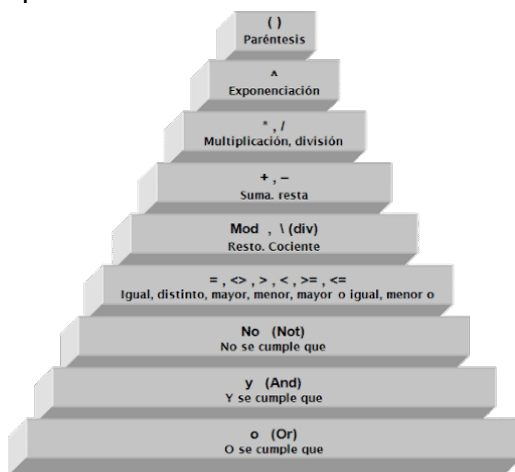 ( )
Paréntesis
^
Exponenciación
* , /
Multiplicación, división
+ , –
Suma. resta
Mod , \ (div)
Resto. Cociente
= , <> , > , < , >= , <=
Igual, distinto, mayor, menor, mayor o igual, menor o
No (Not)
No se cumple que
y (And)
Y se cumple que
o (Or)
O se cumple que